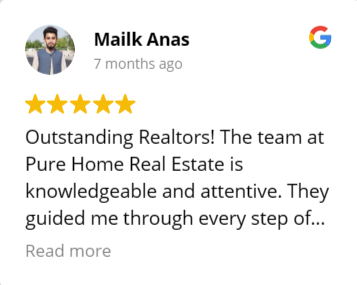 Mailk Anas
7 months ago
Outstanding Realtors! The team at
Pure Home Real Estate is
knowledgeable and attentive. They
guided me through every step of...
Read more